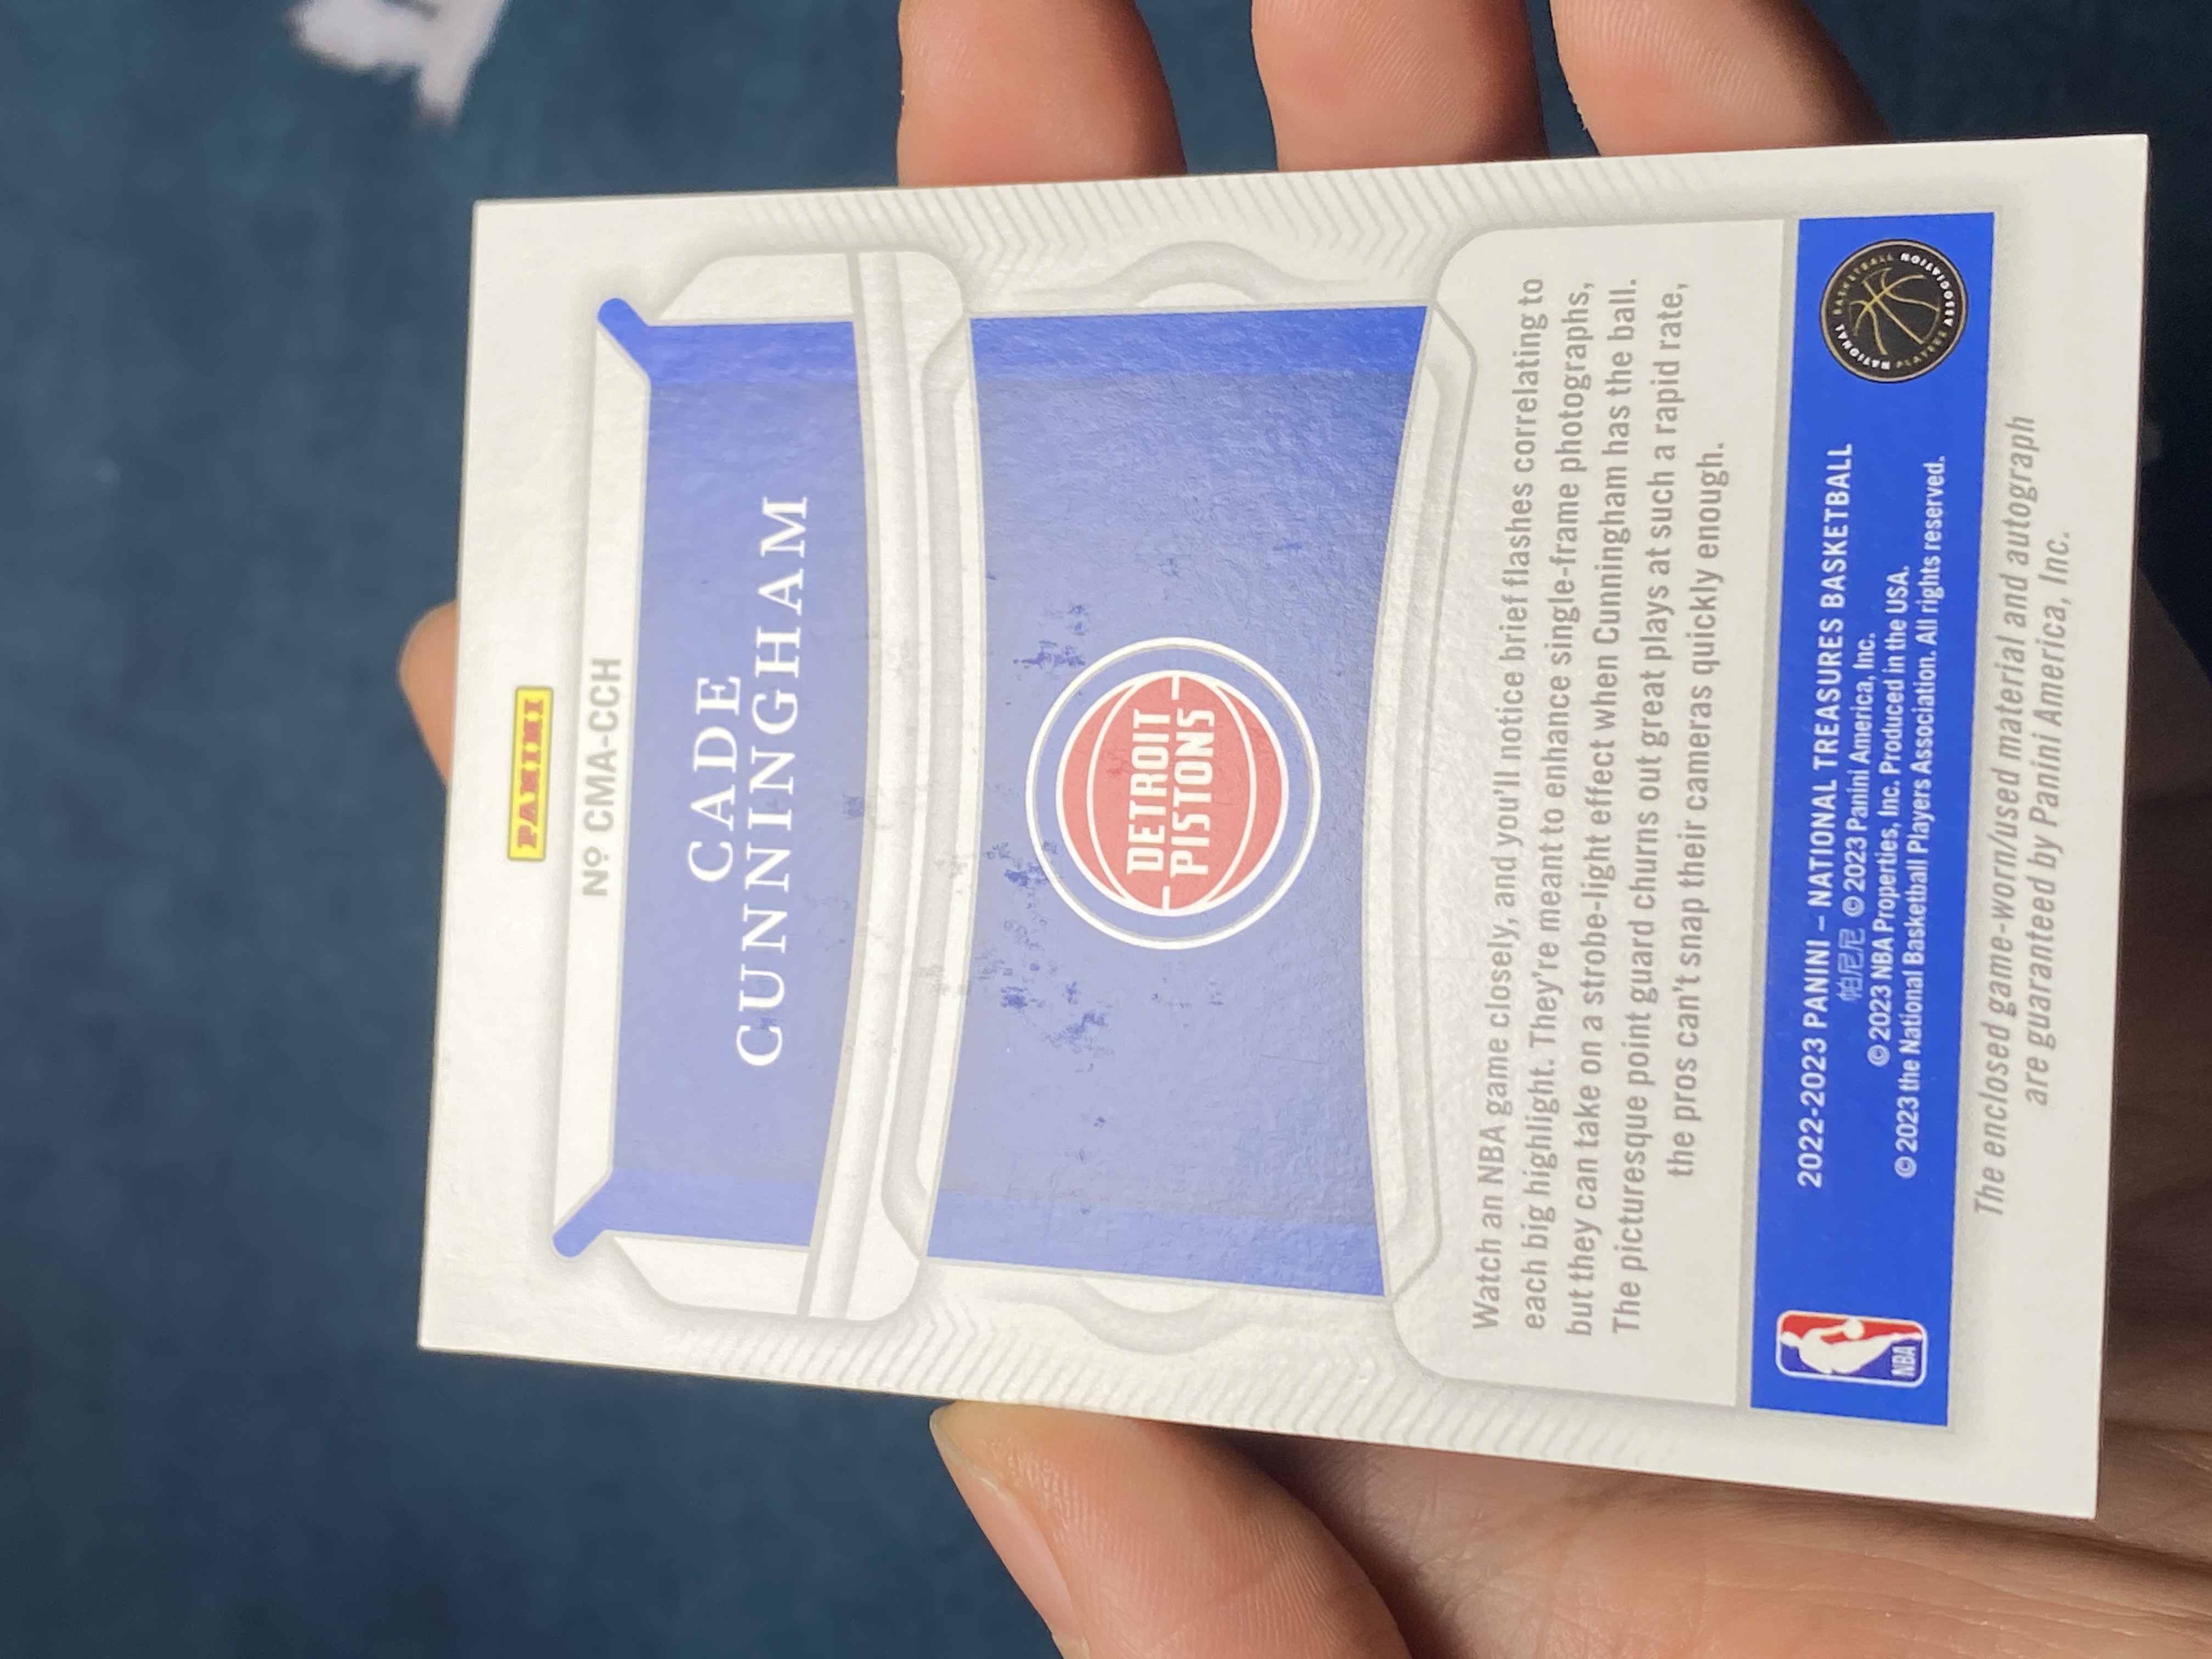 PANINI
Nº CMA-CCH
CADE
CUNNINGHAM
DETROIT
PISTONS
Watch an NBA game closely, and you'll notice brief flashes correlating to
each big highlight. They're meant to enhance single-frame photographs,
but they can take on a strobe-light effect when Cunningham has the ball.
The picturesque point guard churns out great plays at such a rapid rate,
the pros can't snap their cameras quickly enough.
NBA
2022-2023 PANINI – NATIONAL TREASURES BASKETBALL
帕尼尼 © 2023 Panini America, Inc.
© 2023 NBA Properties, Inc. Produced in the USA.
© 2023 the National Basketball Players Association. All rights reserved.
NATIONAL BASKETBALL PLAYERS ASSOCIATION
The enclosed game-worn/used material and autograph
are guaranteed by Panini America, Inc.